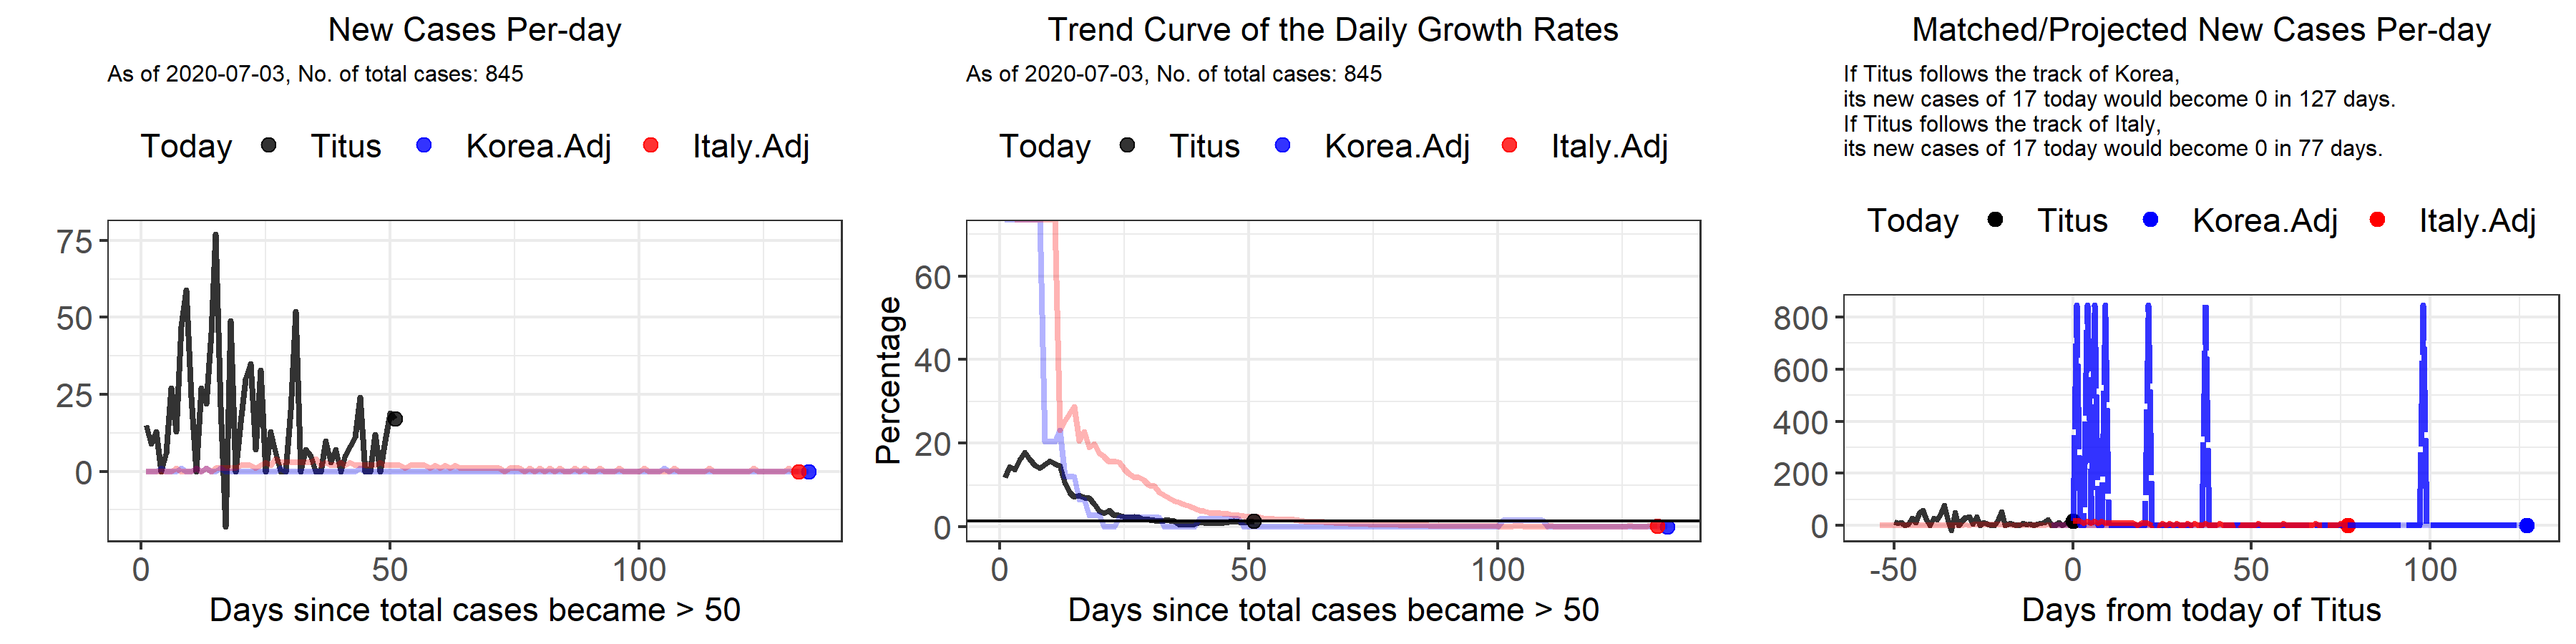 New Cases Per-day
As of 2020-07-03, No. of total cases: 845
Today Titus Korea.Adj Italy.Adj
75
50
25
0
0 50 100
Days since total cases became > 50
Trend Curve of the Daily Growth Rates
As of 2020-07-03, No. of total cases: 845
Today Titus Korea.Adj Italy.Adj
Percentage
60
40
20
0
0 50 100
Days since total cases became > 50
Matched/Projected New Cases Per-day
If Titus follows the track of Korea,
its new cases of 17 today would become 0 in 127 days.
If Titus follows the track of Italy,
its new cases of 17 today would become 0 in 77 days.
Today Titus Korea.Adj Italy.Adj
800
600
400
200
0
-50 0 50 100
Days from today of Titus